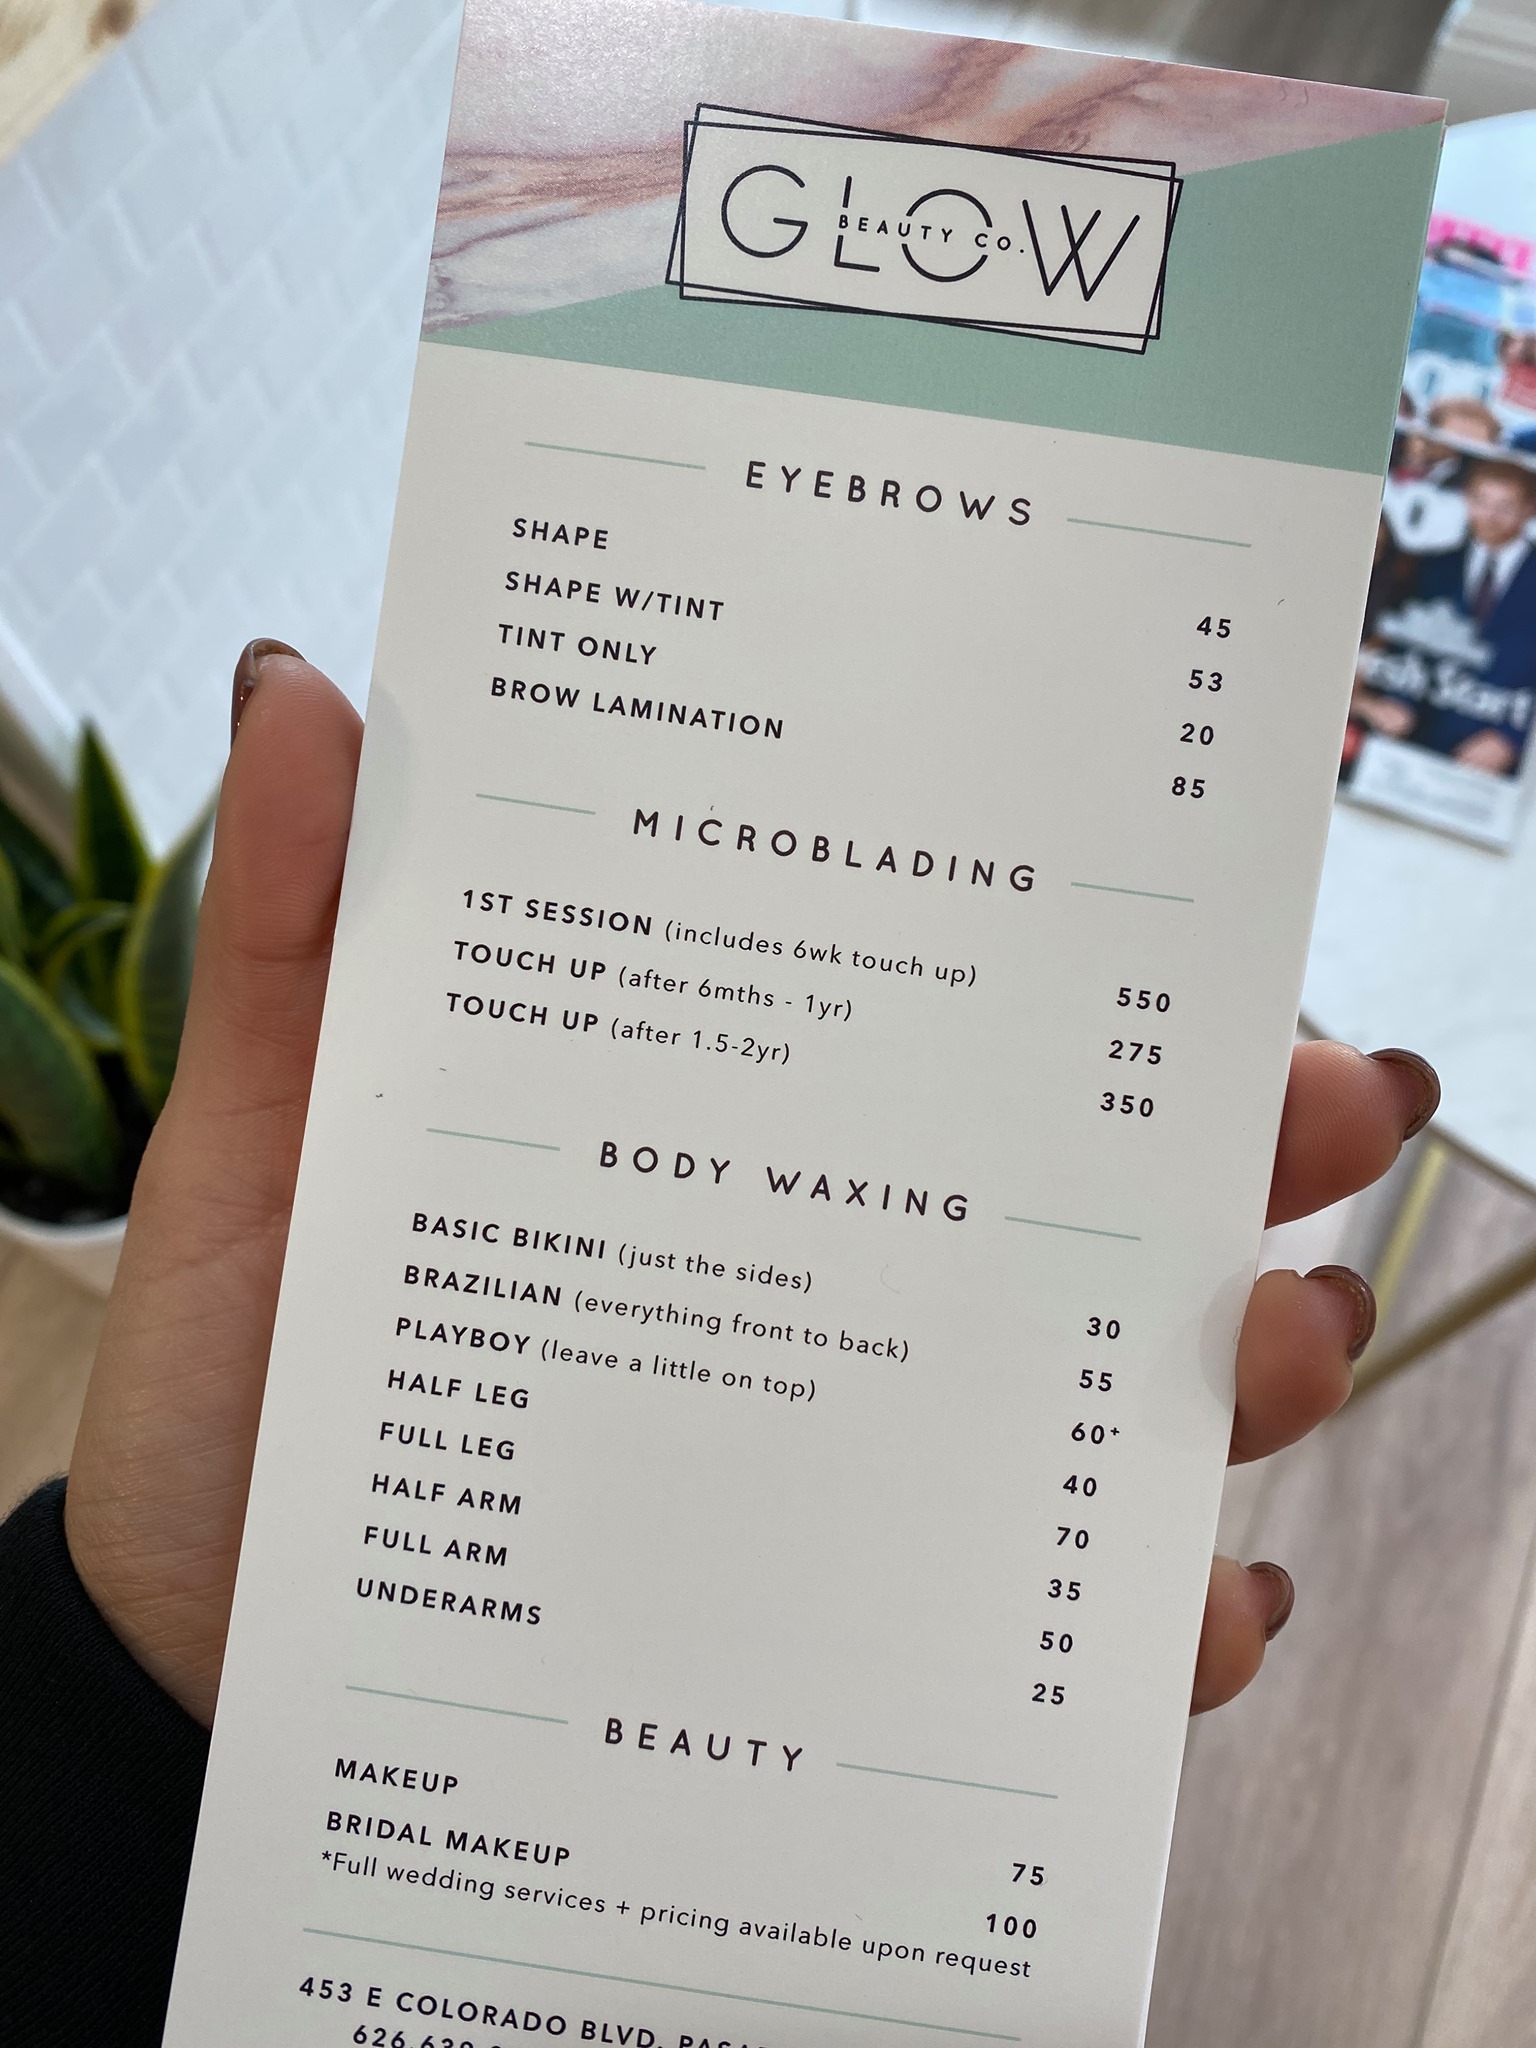 GLOW
BEAUTY CO.
EYEBROWS
SHAPE 45
SHAPE W/TINT 53
TINT ONLY 20
BROW LAMINATION 85
MICROBLADING
1ST SESSION (includes 6wk touch up) 550
TOUCH UP (after 6mths - 1yr) 275
TOUCH UP (after 1.5-2yr) 350
BODY WAXING
BASIC BIKINI (just the sides) 30
BRAZILIAN (everything front to back) 55
PLAYBOY (leave a little on top) 60+
HALF LEG 40
FULL LEG 70
HALF ARM 35
FULL ARM 50
UNDERARMS 25
BEAUTY
MAKEUP 75
BRIDAL MAKEUP 100
*Full wedding services + pricing available upon request
453 E COLORADO BLVD.
Start